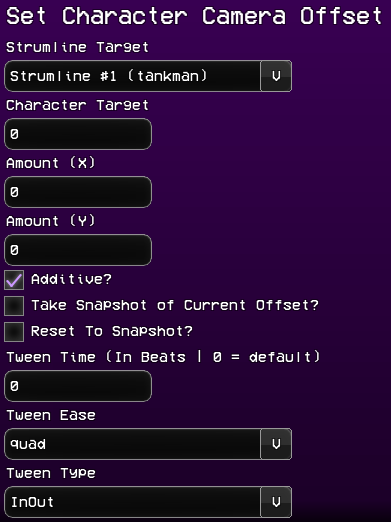 Set Character Camera Offset
Strumline Target
Strumline #1 (tankman)
V
Character Target
0
Amount (X)
0
Amount (Y)
0
Additive?
Take Snapshot of Current Offset?
Reset To Snapshot?
Tween Time (In Beats | 0 = default)
0
Tween Ease
quad
V
Tween Type
InOut
V